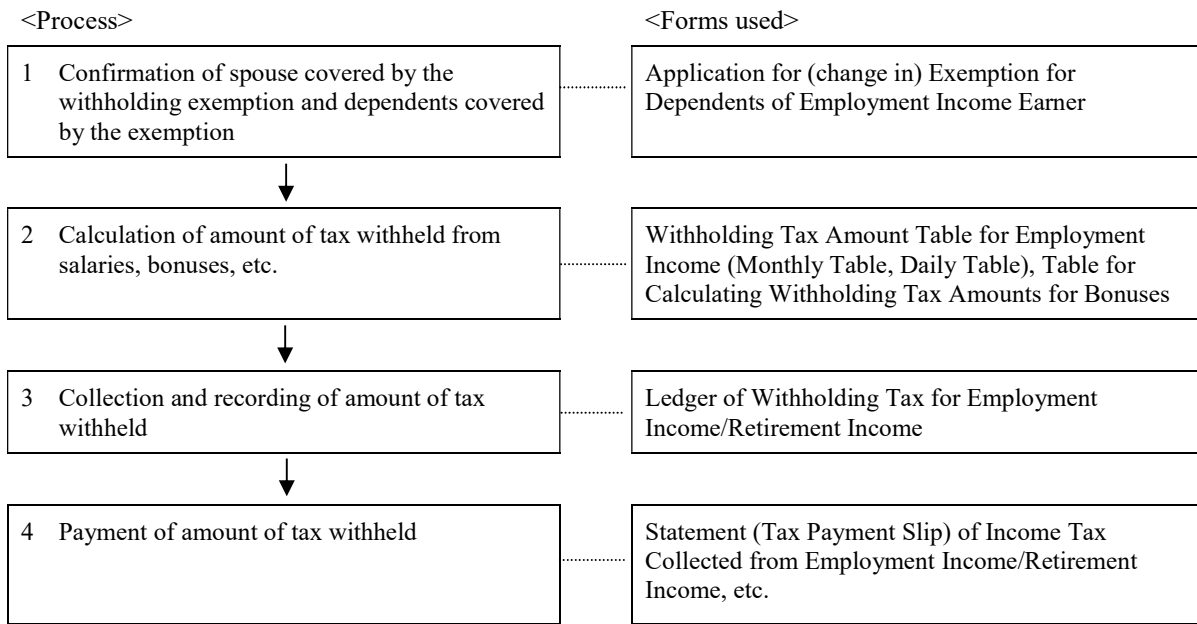 <Process>
<Forms used>
1 Confirmation of spouse covered by the
withholding exemption and dependents covered
by the exemption
Application for (change in) Exemption for
Dependents of Employment Income Earner
2 Calculation of amount of tax withheld from
salaries, bonuses, etc.
Withholding Tax Amount Table for Employment
Income (Monthly Table, Daily Table), Table for
Calculating Withholding Tax Amounts for Bonuses
3 Collection and recording of amount of tax
withheld
Ledger of Withholding Tax for Employment
Income/Retirement Income
4 Payment of amount of tax withheld
Statement (Tax Payment Slip) of Income Tax
Collected from Employment Income/Retirement
Income, etc.